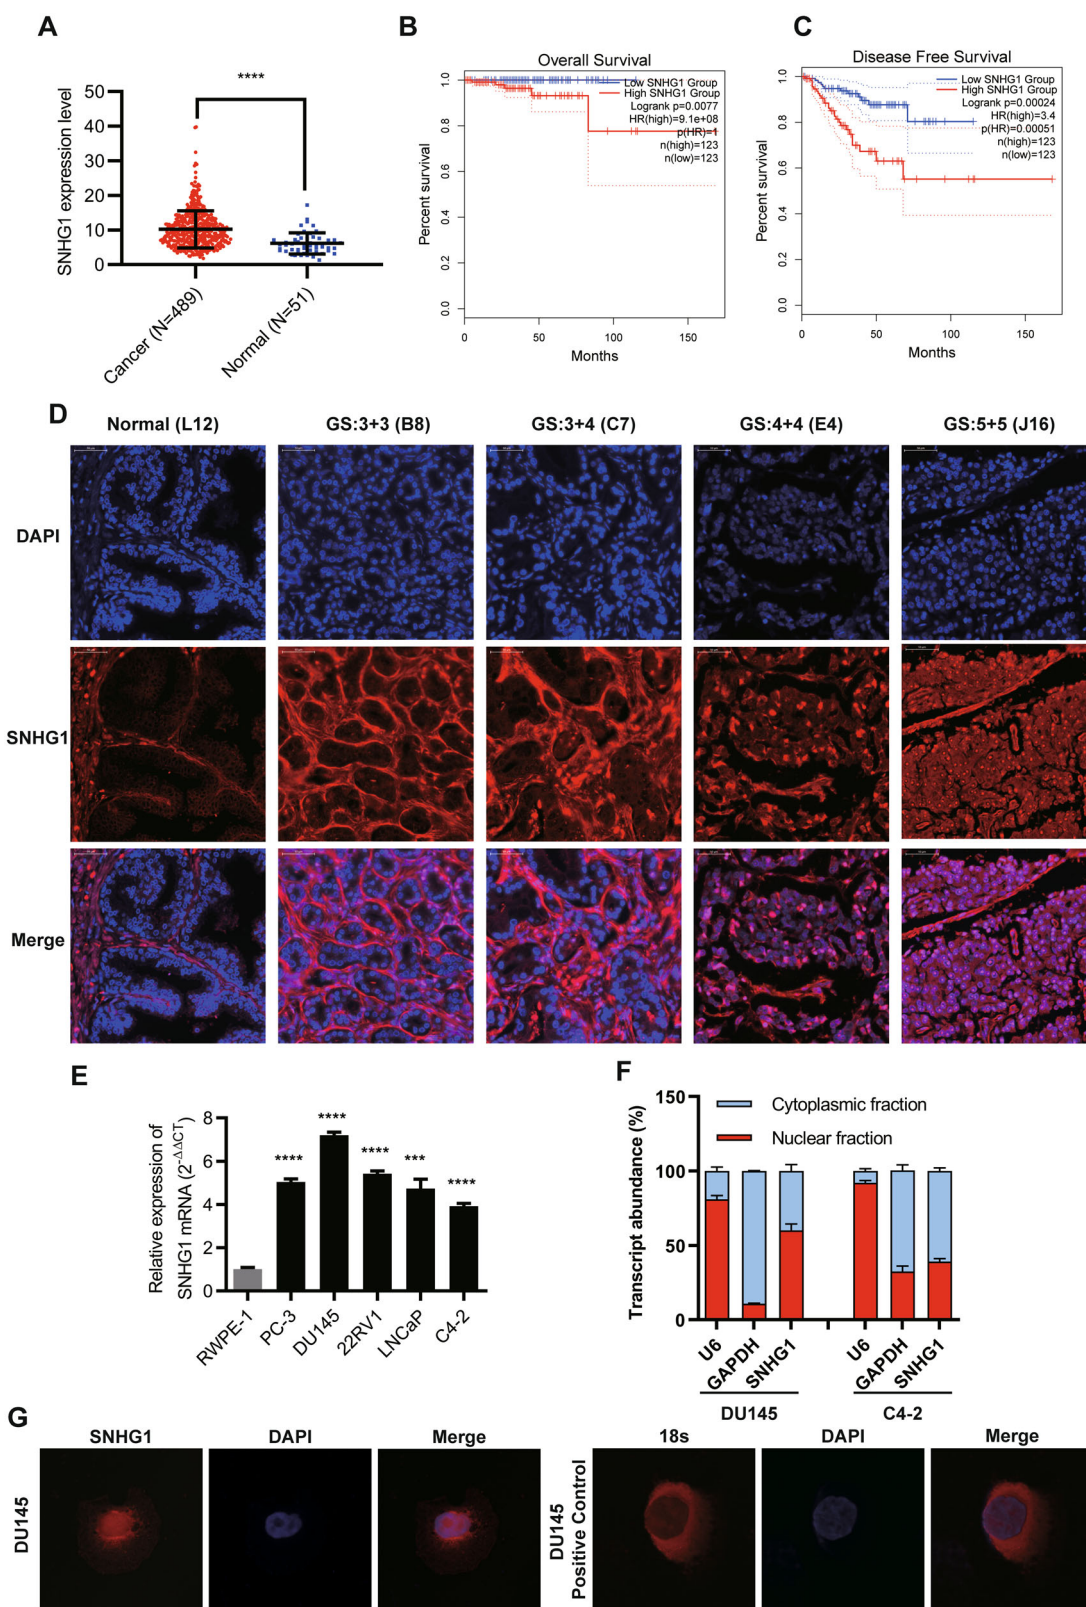 A
****
SNHG1 expression level
50
40
30
20
10
0
Cancer (N=489)
Normal (N=51)
B
Overall Survival
Low SNHG1 Group
High SNHG1 Group
Logrank p=0.0077
HR(high)=9.1e+08
p(HR)=1
n(high)=123
n(low)=123
Percent survival
1.0
0.8
0.6
0.4
0.2
0.0
0
50
100
150
Months
C
Disease Free Survival
Low SNHG1 Group
High SNHG1 Group
Logrank p=0.00024
HR(high)=3.4
p(HR)=0.00051
n(high)=123
n(low)=123
Percent survival
1.0
0.8
0.6
0.4
0.2
0.0
0
50
100
150
Months
D
Normal (L12)
GS:3+3 (B8)
GS:3+4 (C7)
GS:4+4 (E4)
GS:5+5 (J16)
DAPI
SNHG1
Merge
E
Relative expression of
SNHG1 mRNA (2-ΔΔCT)
8
6
4
2
0
****
****
****
***
****
RWPE-1
PC-3
DU145
22RV1
LNCaP
C4-2
F
Transcript abundance (%)
150
100
50
0
Cytoplasmic fraction
Nuclear fraction
U6
GAPDH
SNHG1
U6
GAPDH
SNHG1
DU145
C4-2
G
SNHG1
DAPI
Merge
DU145
18s
DAPI
Merge
DU145
Positive Control